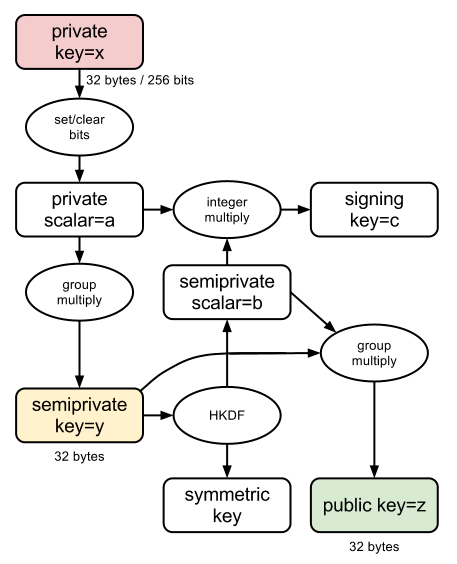 private
key=x
32 bytes / 256 bits
set/clear
bits
private
scalar=a
integer
multiply
signing
key=c
group
multiply
semiprivate
scalar=b
group
multiply
semiprivate
key=y
32 bytes
HKDF
symmetric
key
public key=z
32 bytes